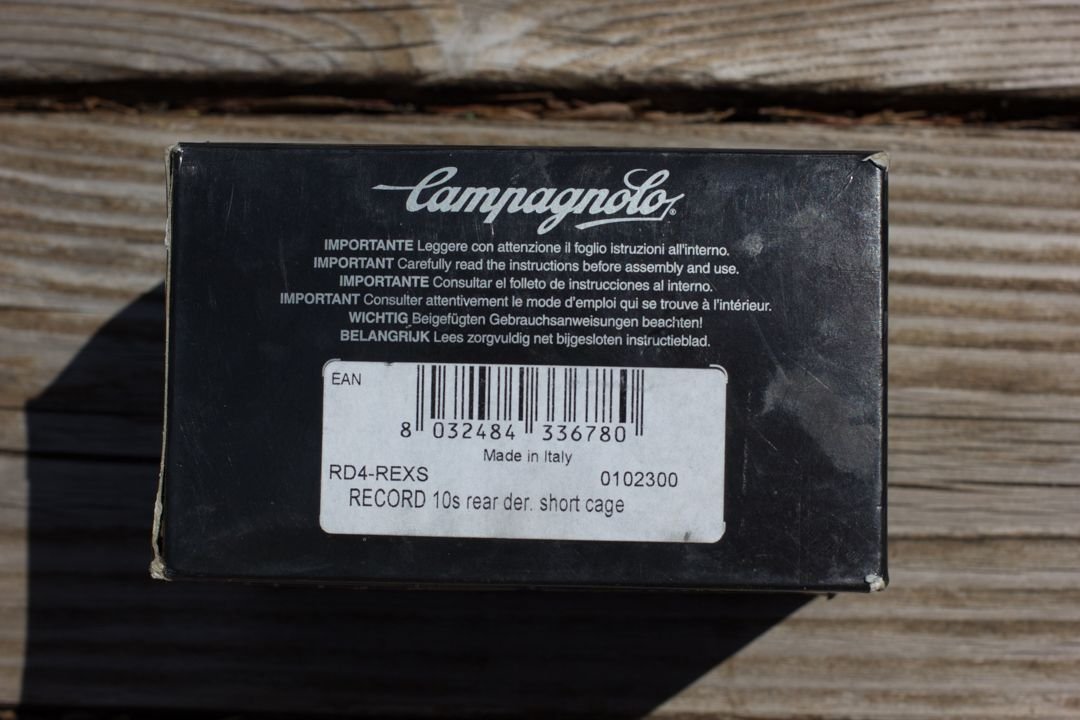 Campagnolo®
IMPORTANTE Leggere con attenzione il foglio istruzioni all'interno.
IMPORTANT Carefully read the instructions before assembly and use.
IMPORTANTE Consultar el folleto de instrucciones al interno.
IMPORTANT Consulter attentivement le mode d'emploi qui se trouve à l'intérieur.
WICHTIG Beigefügten Gebrauchsanweisungen beachten!
BELANGRIJK Lees zorgvuldig net bijgesloten instructieblad.
EAN
8 032484 336780
Made in Italy
RD4-REXS 0102300
RECORD 10s rear der. short cage